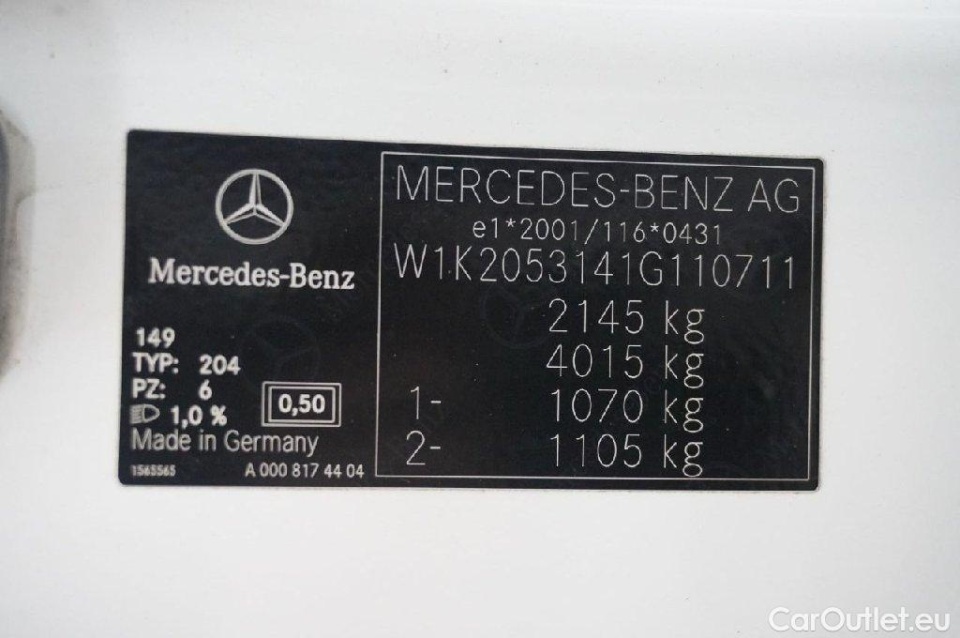 Mercedes-Benz
149
TYP: 204
PZ: 6
1,0 %
0,50
Made in Germany
1565565
A 000 817 44 04
MERCEDES-BENZ AG
e1*2001/116*0431
W1K2053141G110711
2145 kg
4015 kg
1- 1070 kg
2- 1105 kg
CarOutlet.eu